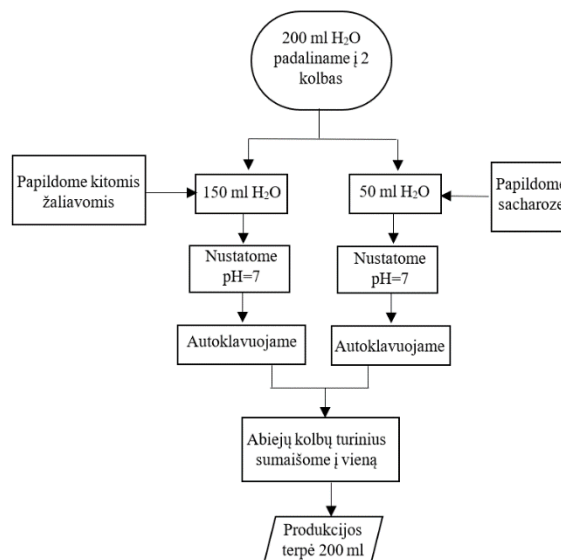 200 ml H₂O
padaliname į 2
kolbas
Papildome kitomis
žaliavomis
150 ml H₂O
50 ml H₂O
Papildome
sacharoze
Nustatome
pH=7
Nustatome
pH=7
Autoklavuojame
Autoklavuojame
Abiejų kolbų turinius
sumaišome į vieną
Produkcijos
terpė 200 ml